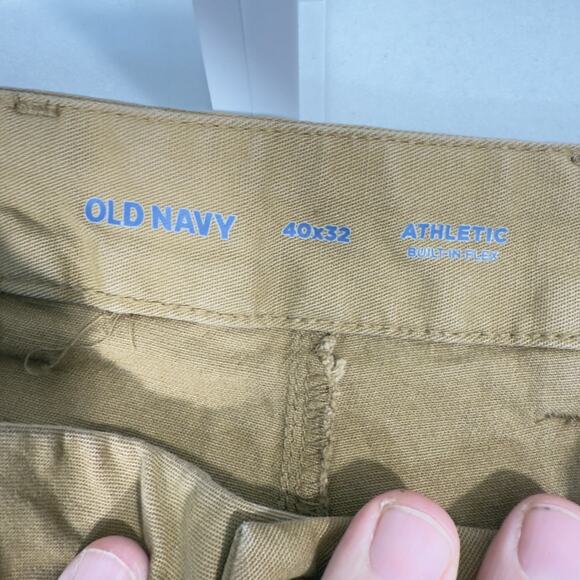 OLD NAVY 40x32 ATHLETIC
BUILT-IN FLEX